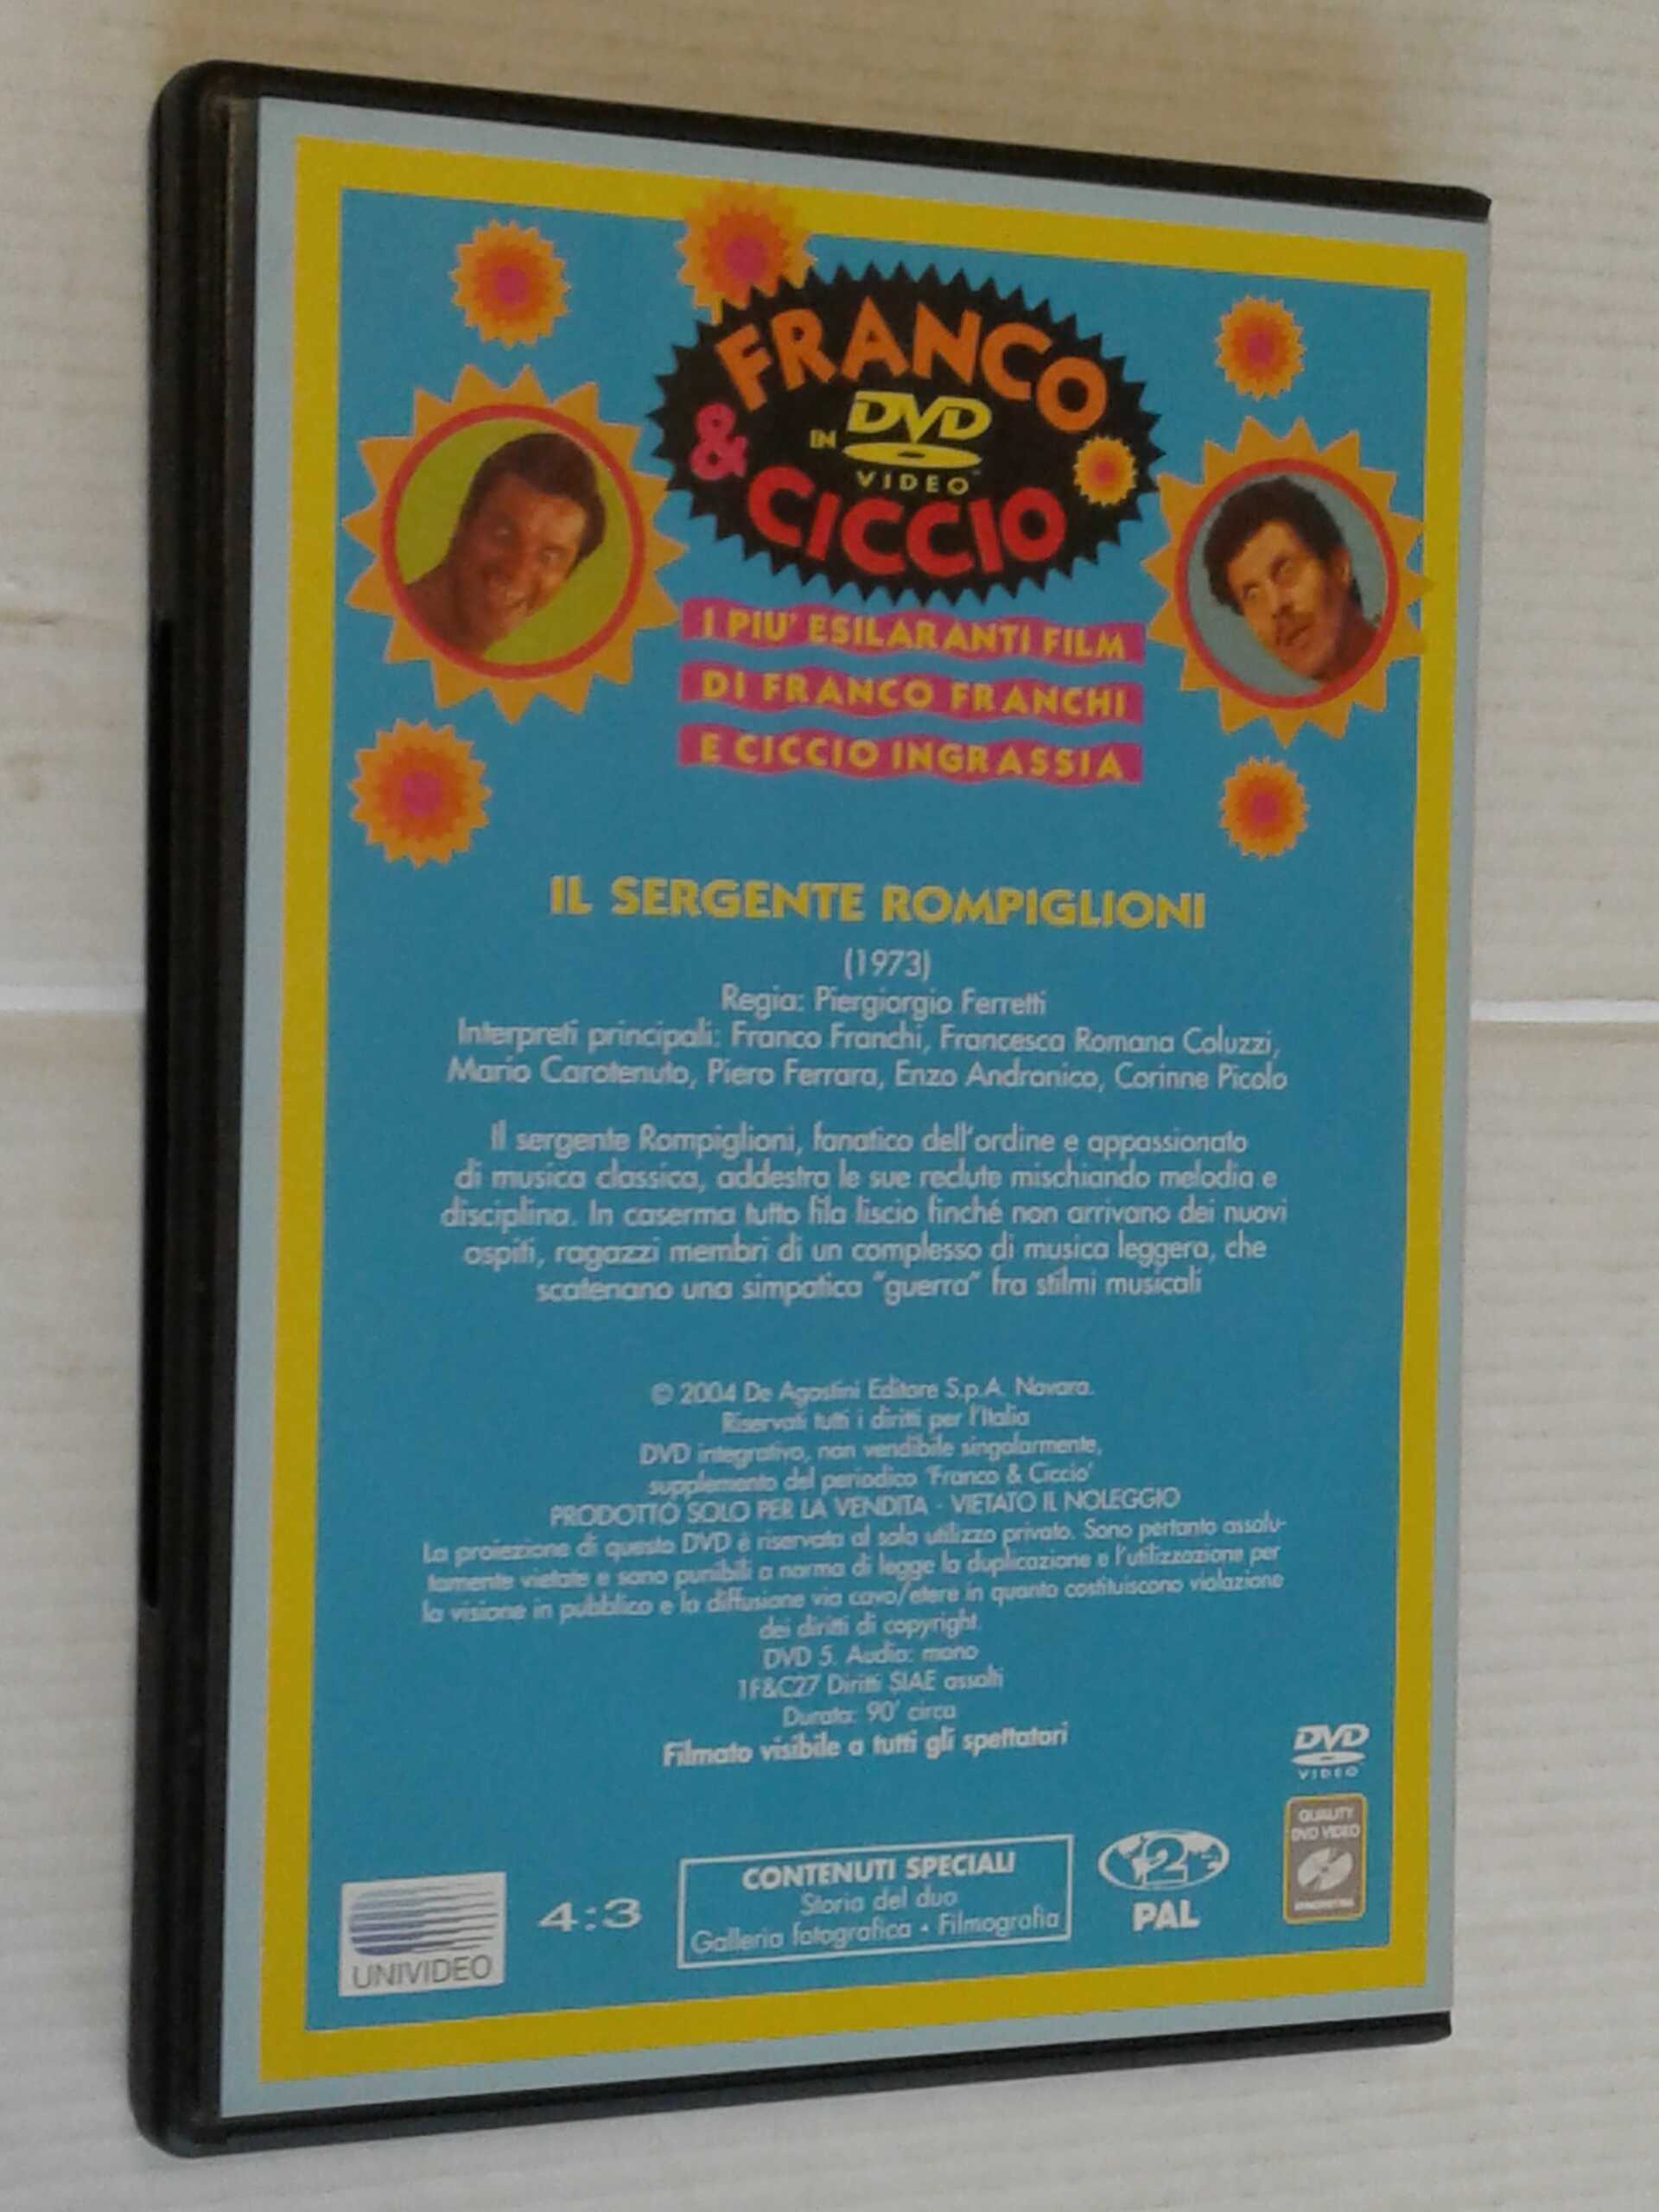 FRANCO
& IN DVD
VIDEO
CICCIO
I PIU' ESILARANTI FILM
DI FRANCO FRANCHI
E CICCIO INGRASSIA
IL SERGENTE ROMPIGLIONI
(1973)
Regia: Piergiorgio Ferretti
Interpreti principali: Franco Franchi, Francesca Romana Coluzzi,
Mario Carotenuto, Piero Ferrara, Enzo Andronico, Corinne Picolo
Il sergente Rompiglioni, fanatico dell'ordine e appassionato
di musica classica, addestra le sue reclute mischiando melodia e
disciplina. In caserma tutto fila liscio finché non arrivano dei nuovi
ospiti, ragazzi membri di un complesso di musica leggera, che
scatenano una simpatica "guerra" fra stilmi musicali
© 2004 De Agostini Editore S.p.A. Novara.
Riservati tutti i diritti per l'Italia
DVD integrativo, non vendibile singolarmente,
supplemento del periodico 'Franco & Ciccio'
PRODOTTO SOLO PER LA VENDITA - VIETATO IL NOLEGGIO
La proiezione di questo DVD è riservata al solo utilizzo privato. Sono pertanto assolu-
tamente vietate e sono punibili a norma di legge la duplicazione e l'utilizzazione per
la visione in pubblico e la diffusione via cavo/etere in quanto costituiscono violazione
dei diritti di copyright.
DVD 5. Audio: mono
1F&C27 Diritti SIAE assolti
Durata: 90' circa
Filmato visibile a tutti gli spettatori
DVD
VIDEO
QUALITY
DVD VIDEO
UNIVIDEO
4:3
CONTENUTI SPECIALI
Storia del duo
Galleria fotografica • Filmografia
2
PAL